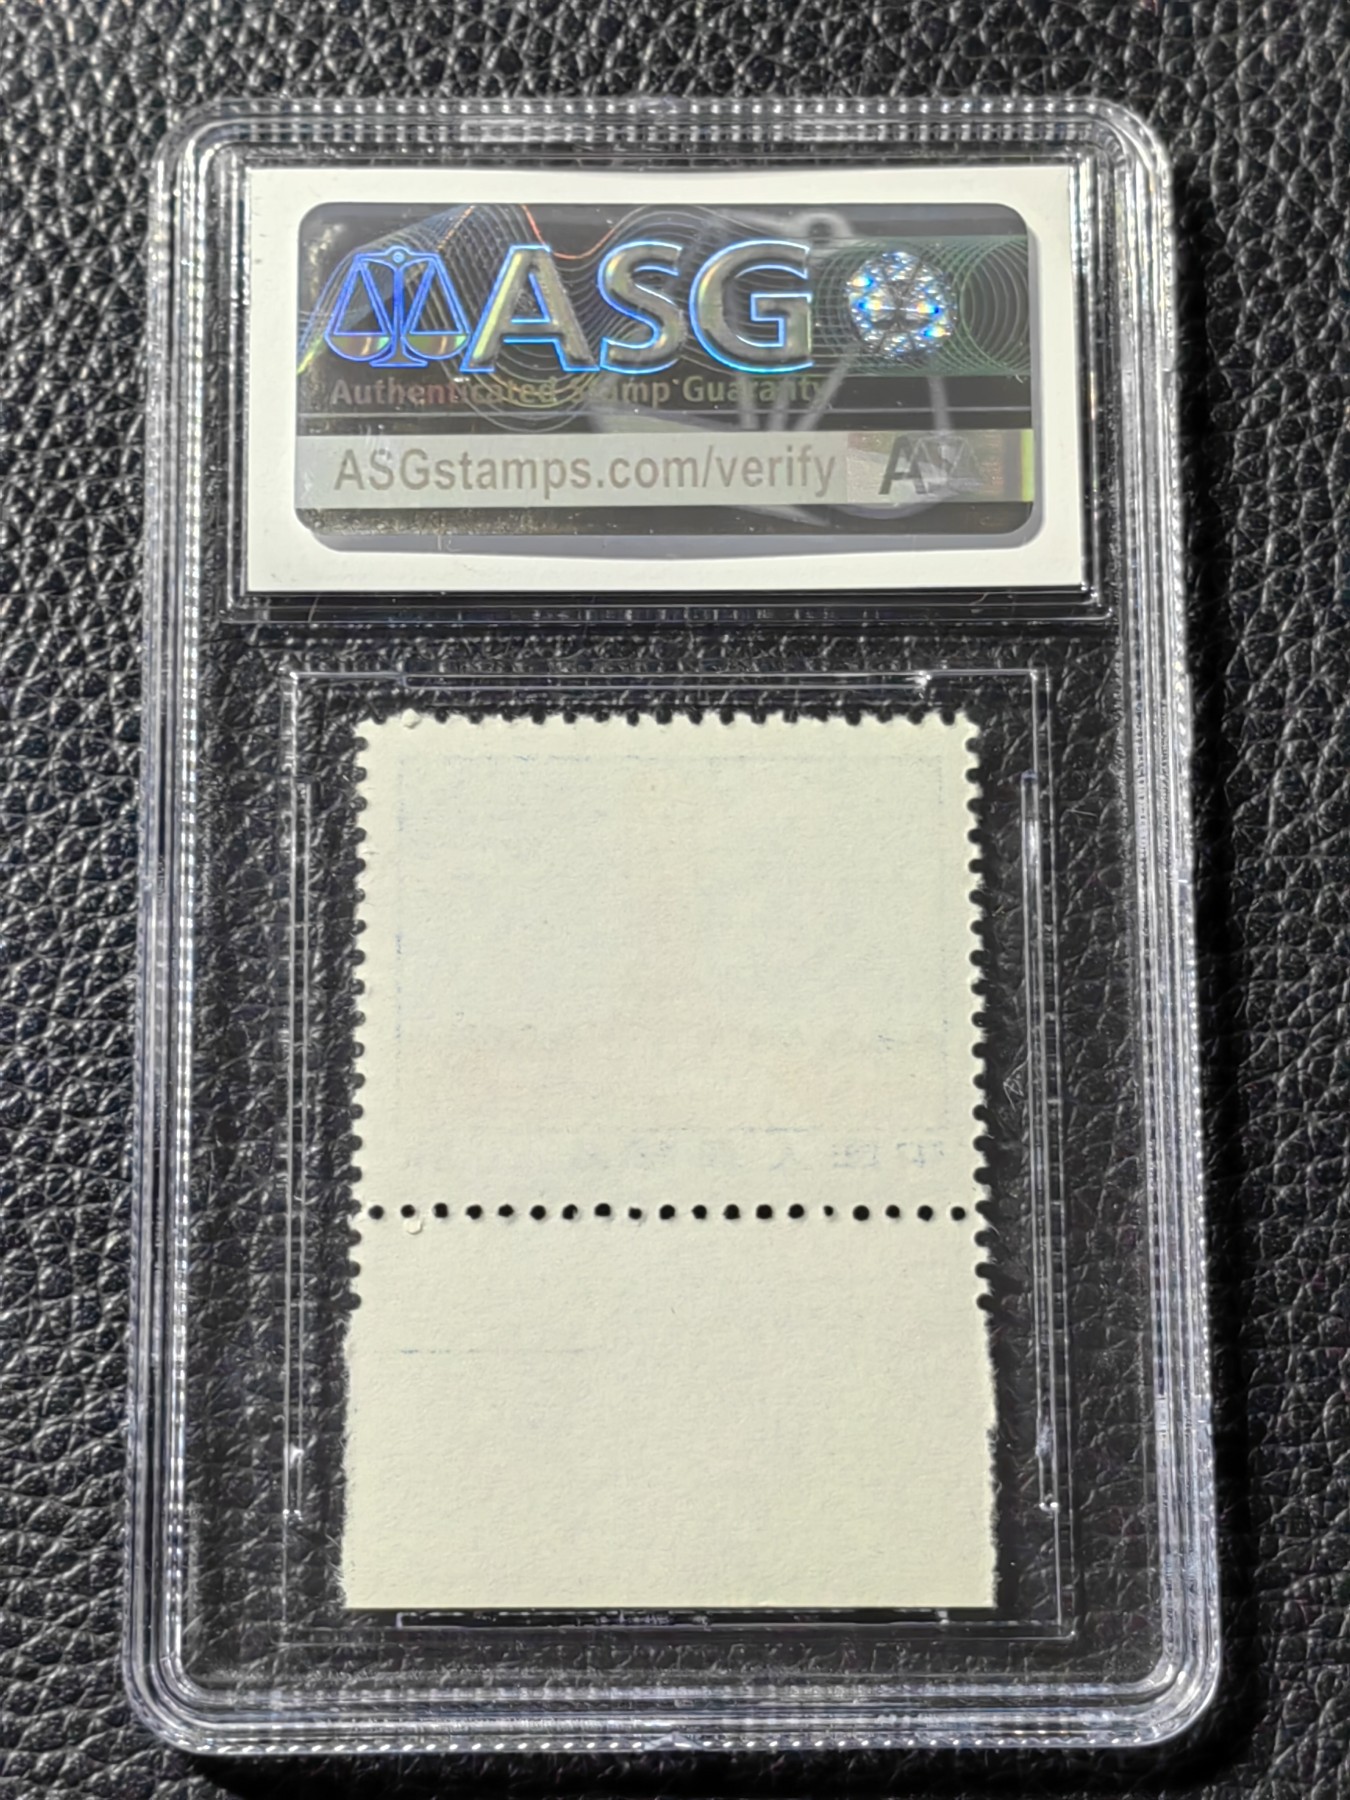 ASG
Authenticated Stamp Guaranty
ASGstamps.com/verify